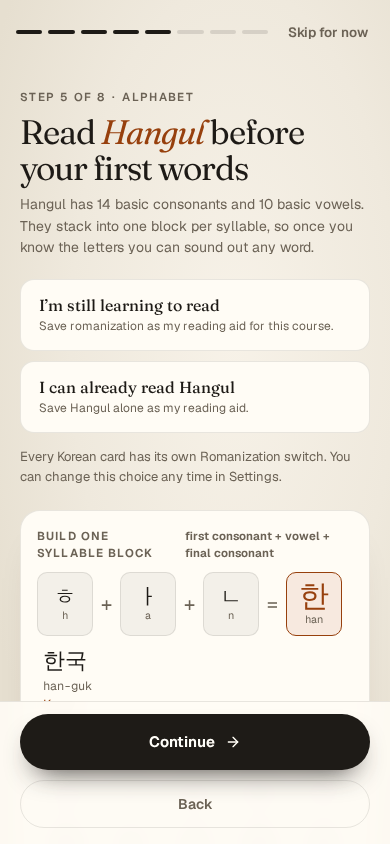 Skip for now
STEP 5 OF 8 · ALPHABET
Read Hangul before
your first words
Hangul has 14 basic consonants and 10 basic vowels.
They stack into one block per syllable, so once you
know the letters you can sound out any word.
I'm still learning to read
Save romanization as my reading aid for this course.
I can already read Hangul
Save Hangul alone as my reading aid.
Every Korean card has its own Romanization switch. You
can change this choice any time in Settings.
BUILD ONE
SYLLABLE BLOCK
first consonant + vowel +
final consonant
ㅎ + ㅏ + ㄴ = 한
h a n han
한국
han-guk
Continue →
Back